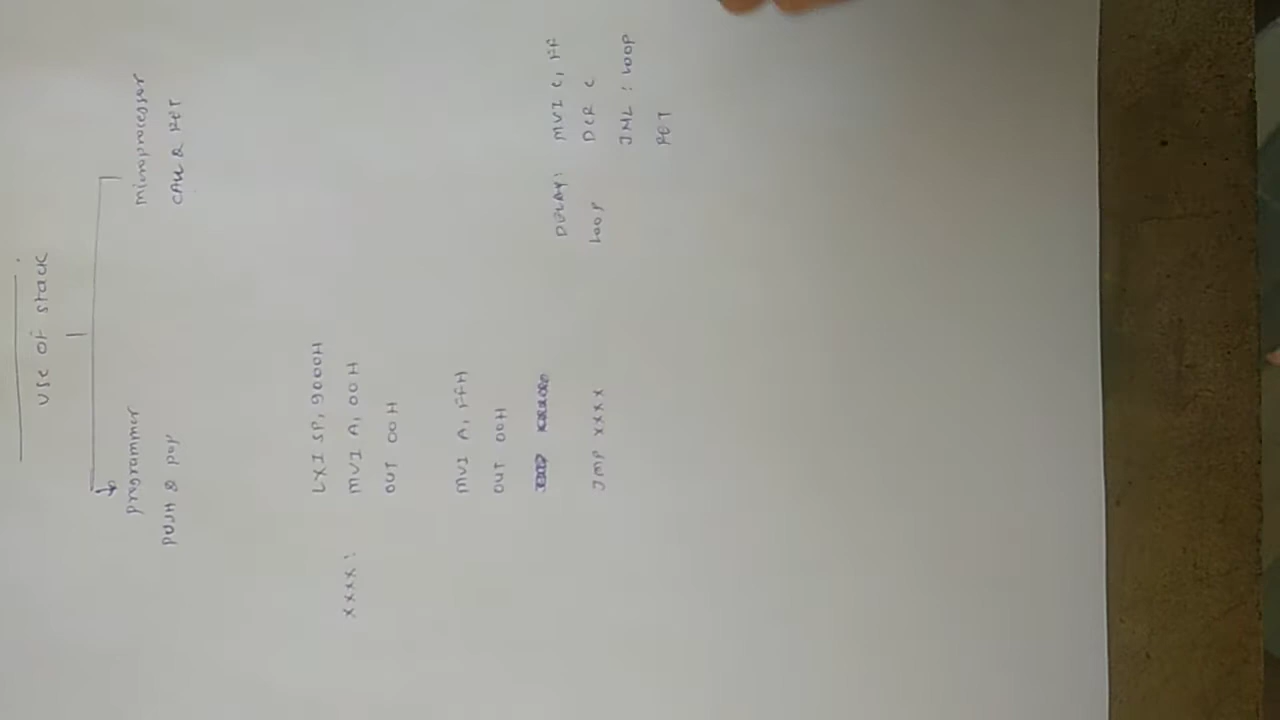 use of stack
programmer
microprocessor
PUSH & POP
CALL & RET
LXI SP, 9000H
xxxx: MVI A, 00H
OUT 00H
MVI A, FFH
OUT 00H
JMP xxxx
DELAY: MVI C, FF
Loop DCR C
JNZ : Loop
RET